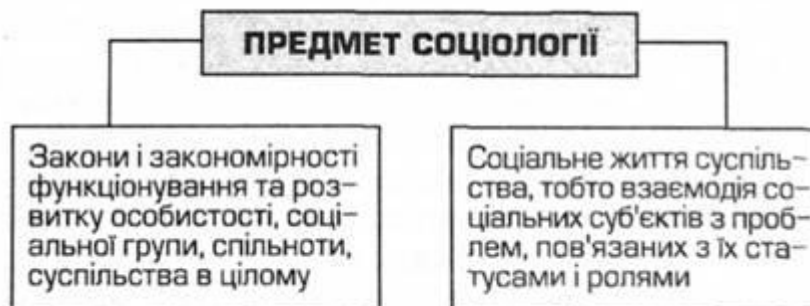 ПРЕДМЕТ СОЦІОЛОГІЇ
Закони і закономірності
функціонування та роз-
витку особистості, соці-
альної групи, спільноти,
суспільства в цілому
Соціальне життя суспіль-
ства, тобто взаємодія со-
ціальних суб'єктів з проб-
лем, пов'язаних з їх ста-
тусами і ролями